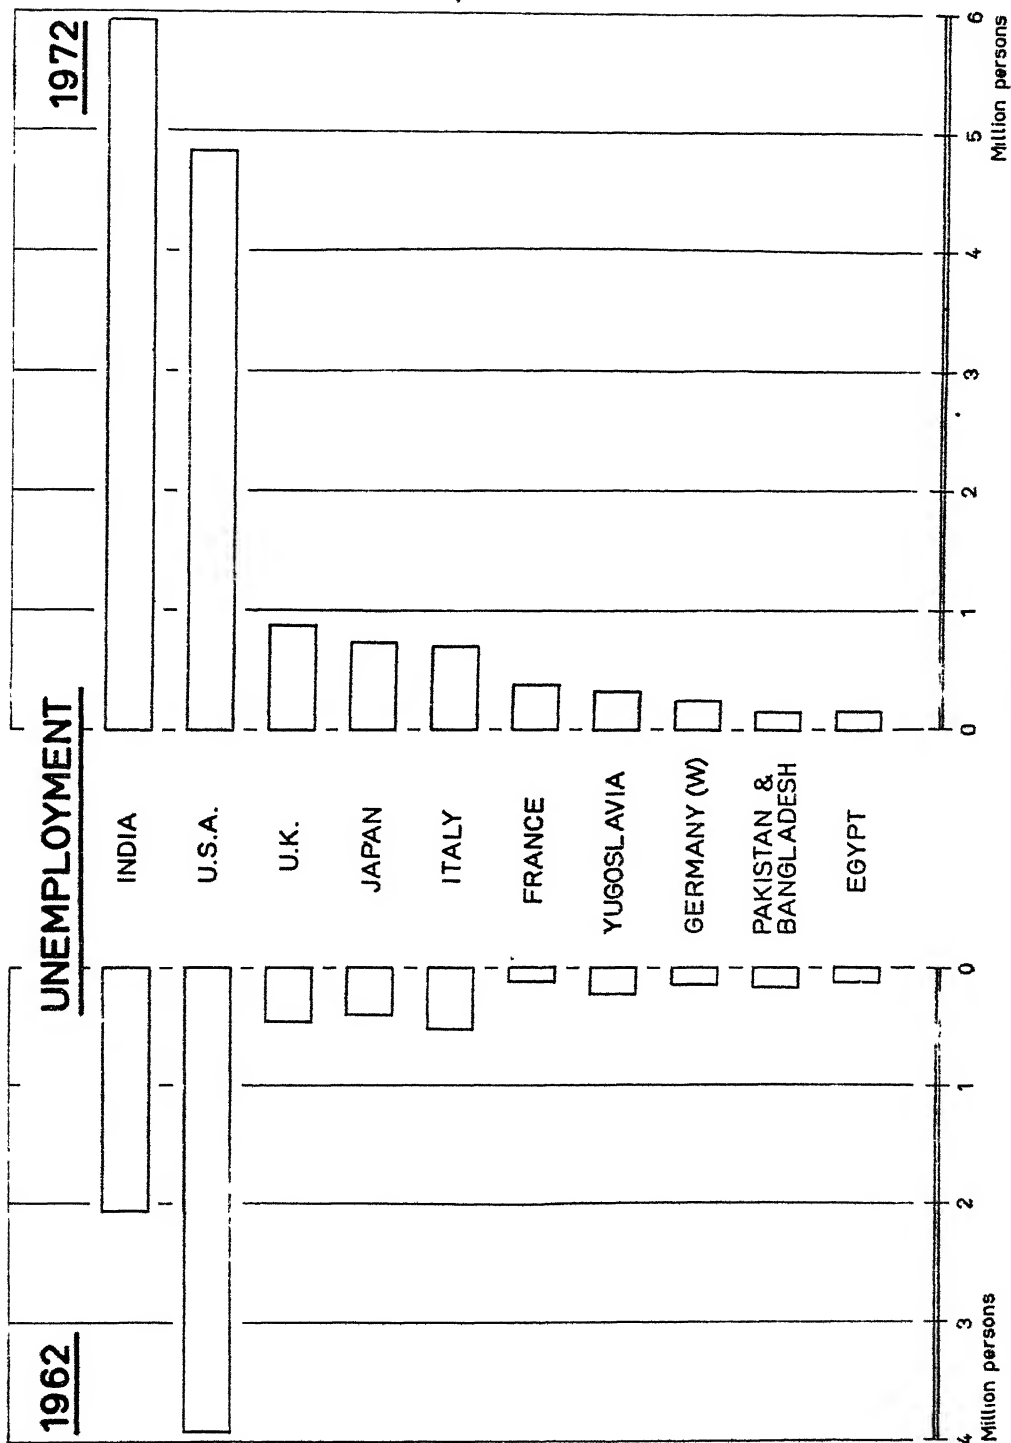 UNEMPLOYMENT
1962
1972
INDIA
U.S.A.
U.K.
JAPAN
ITALY
FRANCE
YUGOSLAVIA
GERMANY (W)
PAKISTAN &
BANGLADESH
EGYPT
4 3 2 1 0
Million persons
0 1 2 3 4 5 6
Million persons